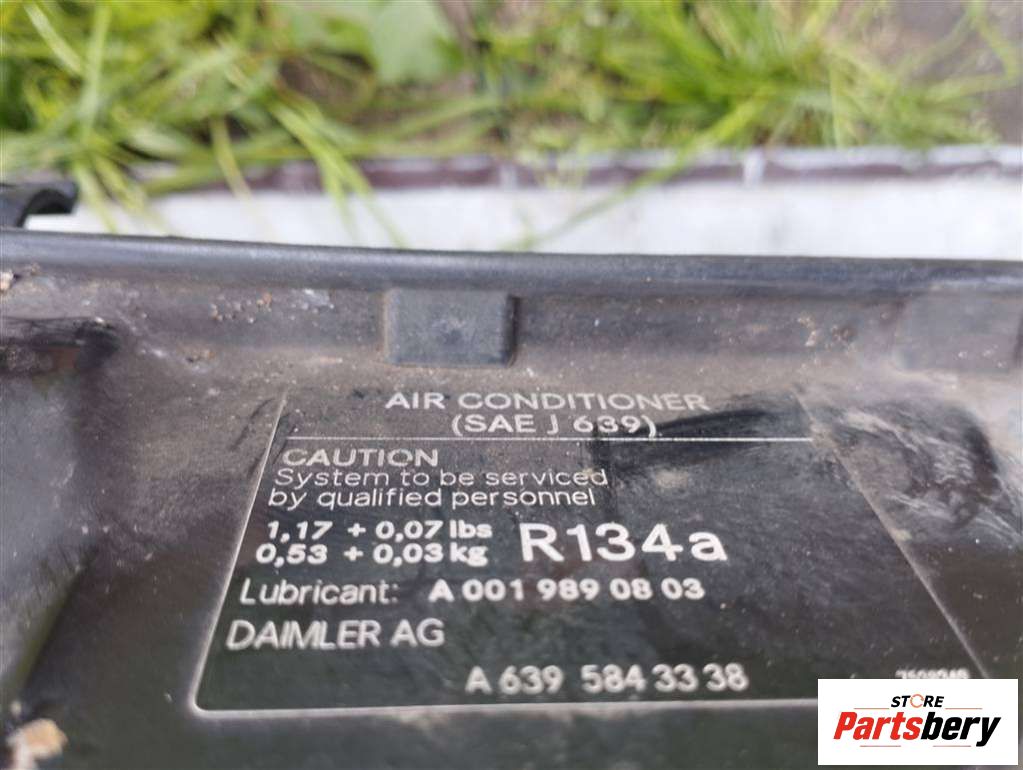 AIR CONDITIONER
(SAE J 639)
CAUTION
System to be serviced
by qualified personnel
1,17 + 0,07 lbs
0,53 + 0,03 kg
R134a
Lubricant: A 001 989 08 03
DAIMLER AG
A 639 584 33 38
STORE
Partsbery